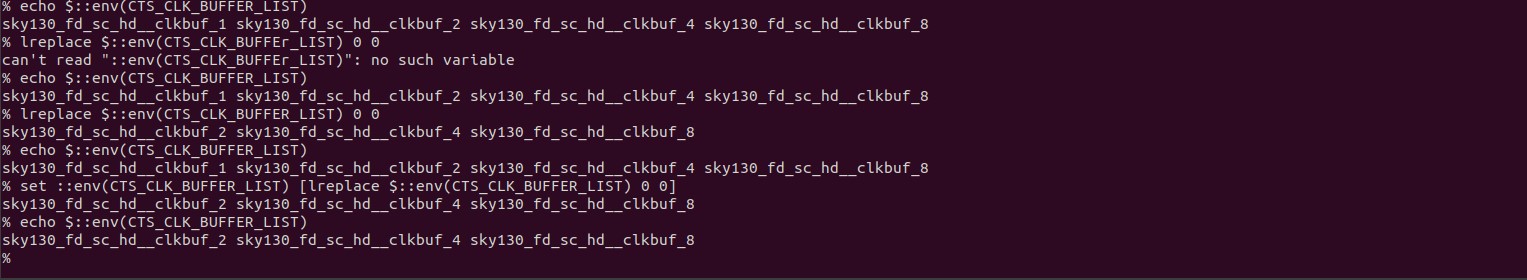 % echo $::env(CTS_CLK_BUFFER_LIST)
sky130_fd_sc_hd__clkbuf_1 sky130_fd_sc_hd__clkbuf_2 sky130_fd_sc_hd__clkbuf_4 sky130_fd_sc_hd__clkbuf_8
% lreplace $::env(CTS_CLK_BUFFEr_LIST) 0 0
can't read "::env(CTS_CLK_BUFFEr_LIST)": no such variable
% echo $::env(CTS_CLK_BUFFER_LIST)
sky130_fd_sc_hd__clkbuf_1 sky130_fd_sc_hd__clkbuf_2 sky130_fd_sc_hd__clkbuf_4 sky130_fd_sc_hd__clkbuf_8
% lreplace $::env(CTS_CLK_BUFFER_LIST) 0 0
sky130_fd_sc_hd__clkbuf_2 sky130_fd_sc_hd__clkbuf_4 sky130_fd_sc_hd__clkbuf_8
% echo $::env(CTS_CLK_BUFFER_LIST)
sky130_fd_sc_hd__clkbuf_1 sky130_fd_sc_hd__clkbuf_2 sky130_fd_sc_hd__clkbuf_4 sky130_fd_sc_hd__clkbuf_8
% set ::env(CTS_CLK_BUFFER_LIST) [lreplace $::env(CTS_CLK_BUFFER_LIST) 0 0]
sky130_fd_sc_hd__clkbuf_2 sky130_fd_sc_hd__clkbuf_4 sky130_fd_sc_hd__clkbuf_8
% echo $::env(CTS_CLK_BUFFER_LIST)
sky130_fd_sc_hd__clkbuf_2 sky130_fd_sc_hd__clkbuf_4 sky130_fd_sc_hd__clkbuf_8
%